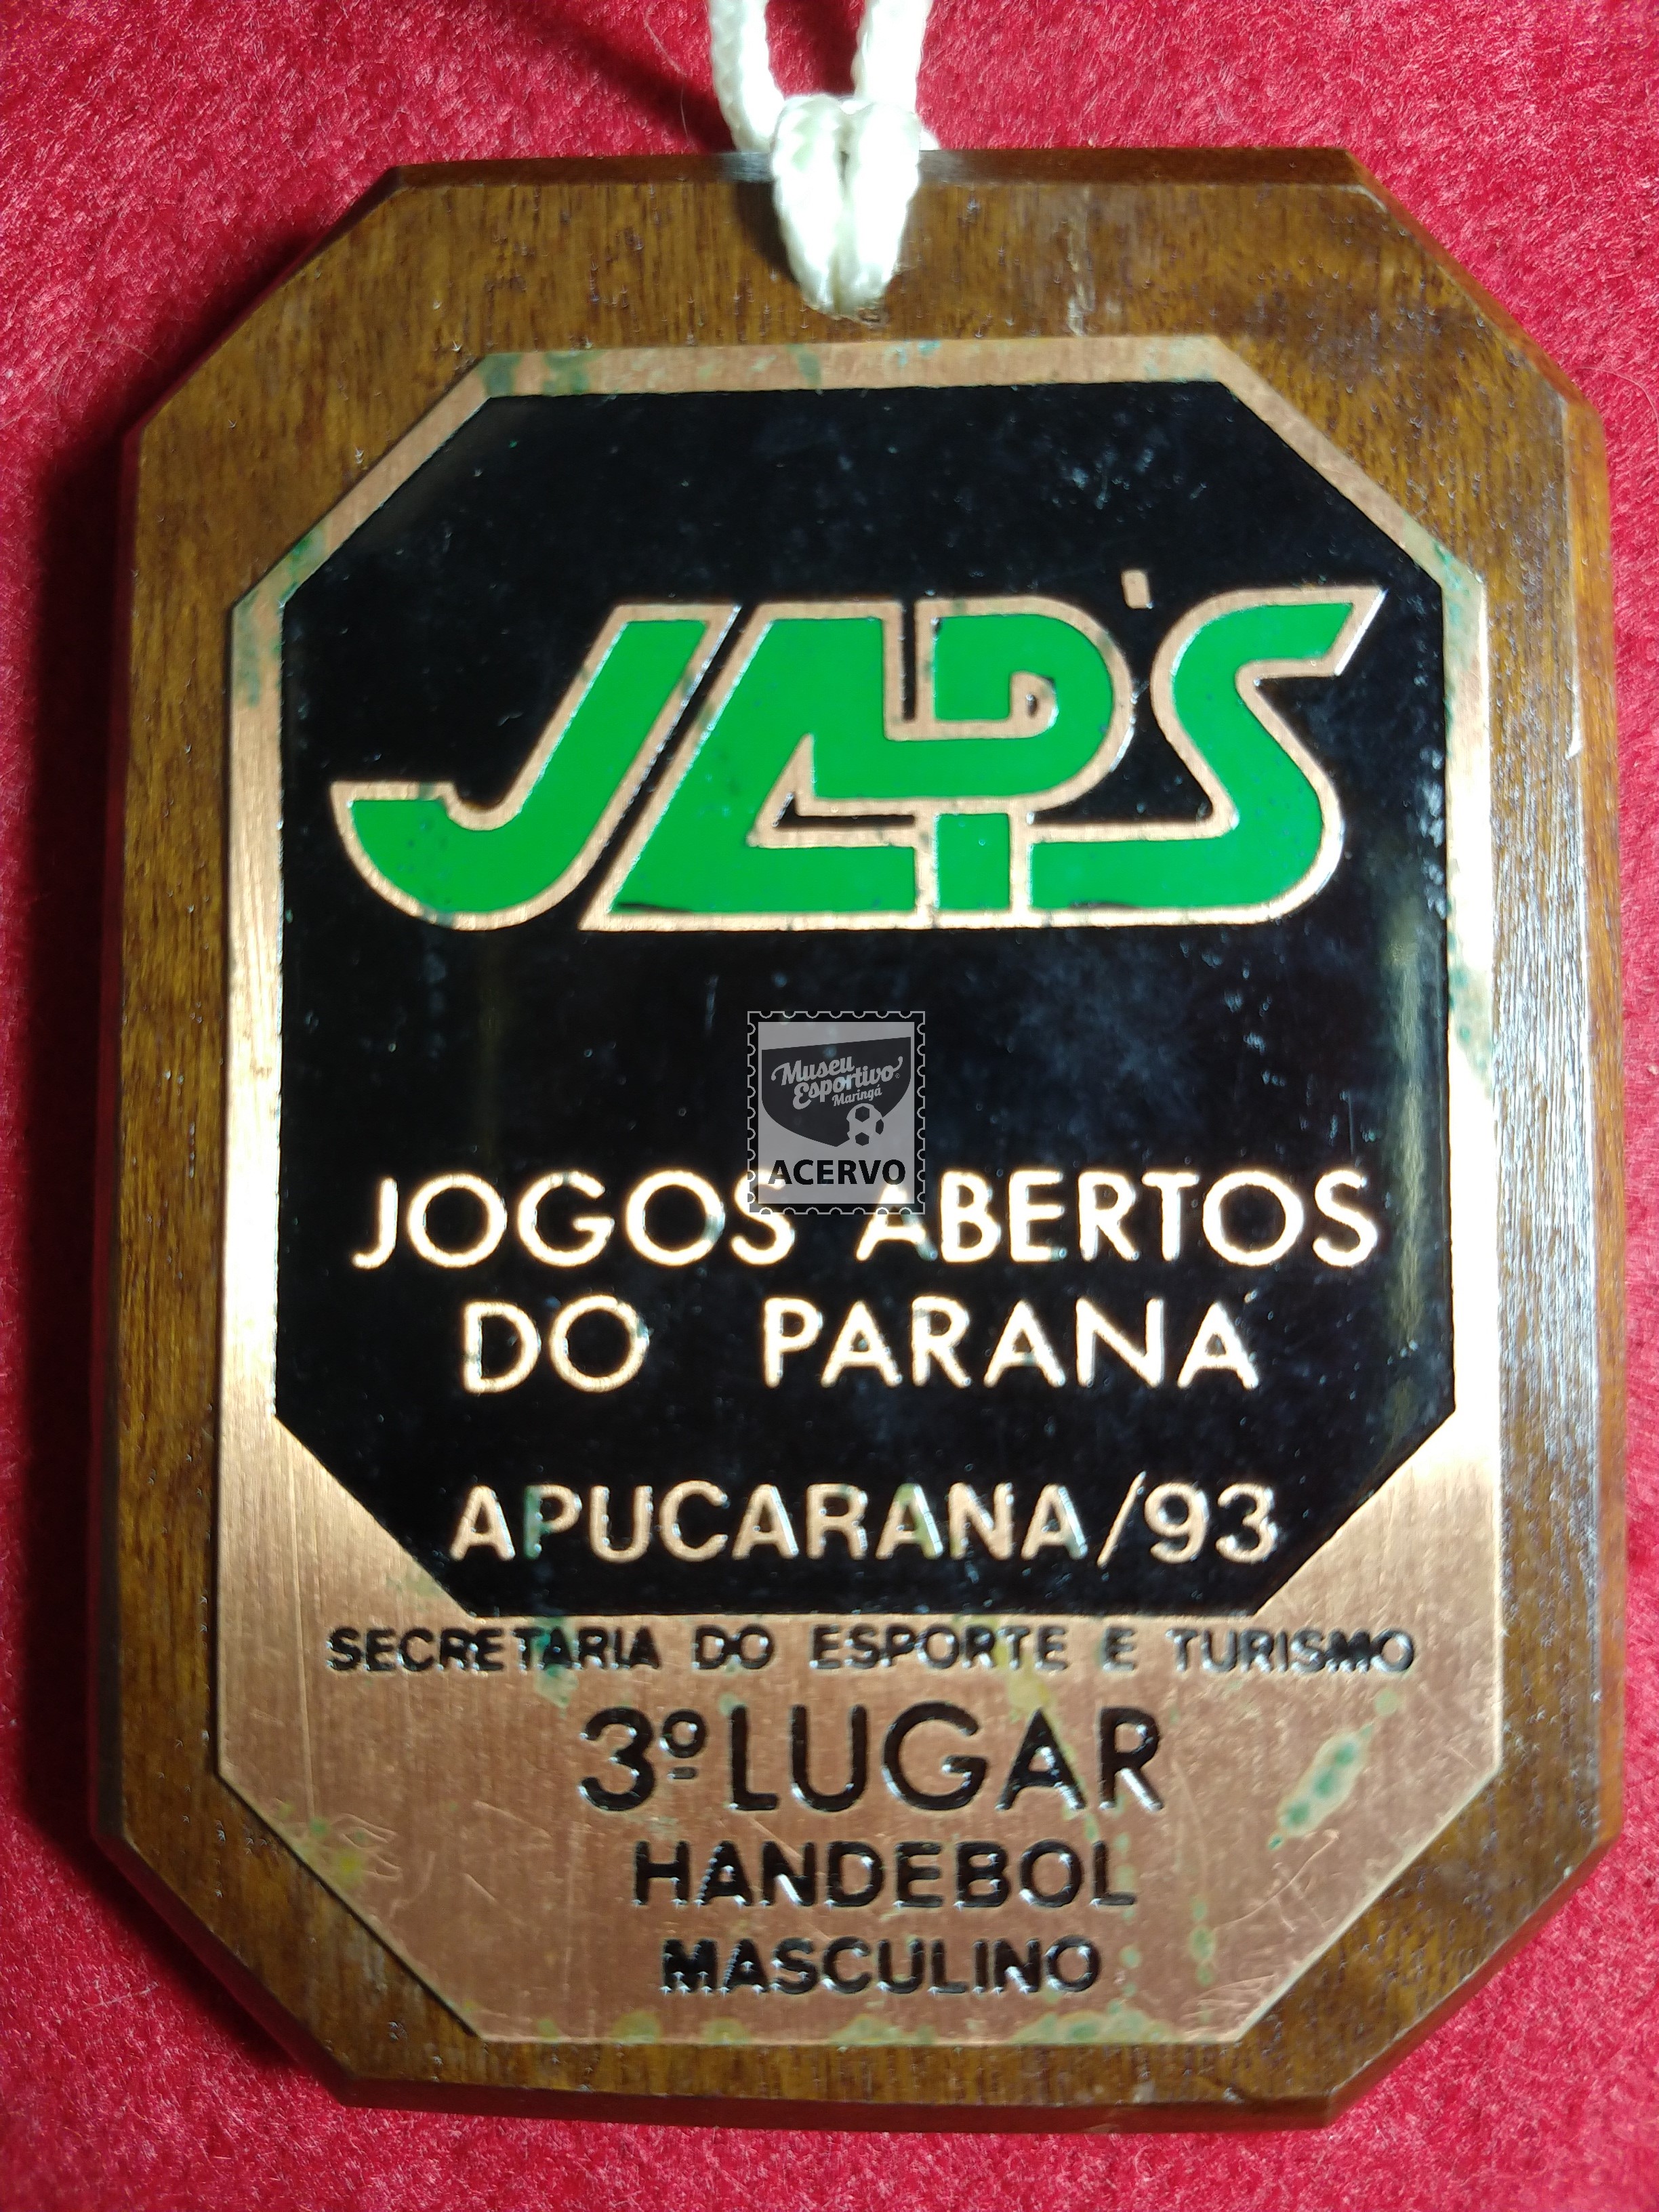 JAP'S
Museu
Esportivo
Maringá
ACERVO
JOGOS ABERTOS
DO PARANA
APUCARANA/93
SECRETARIA DO ESPORTE E TURISMO
3º LUGAR
HANDEBOL
MASCULINO